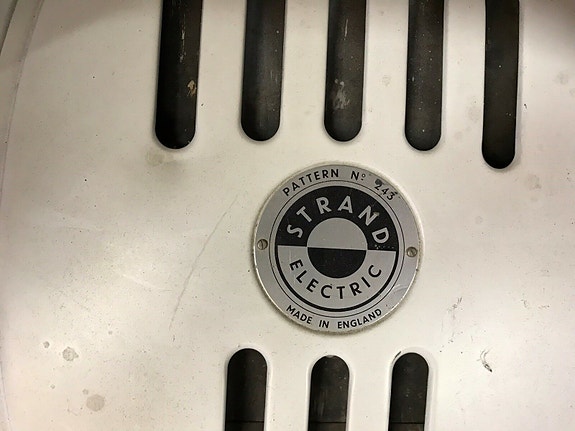 PATTERN Nº 243
STRAND
ELECTRIC
MADE IN ENGLAND